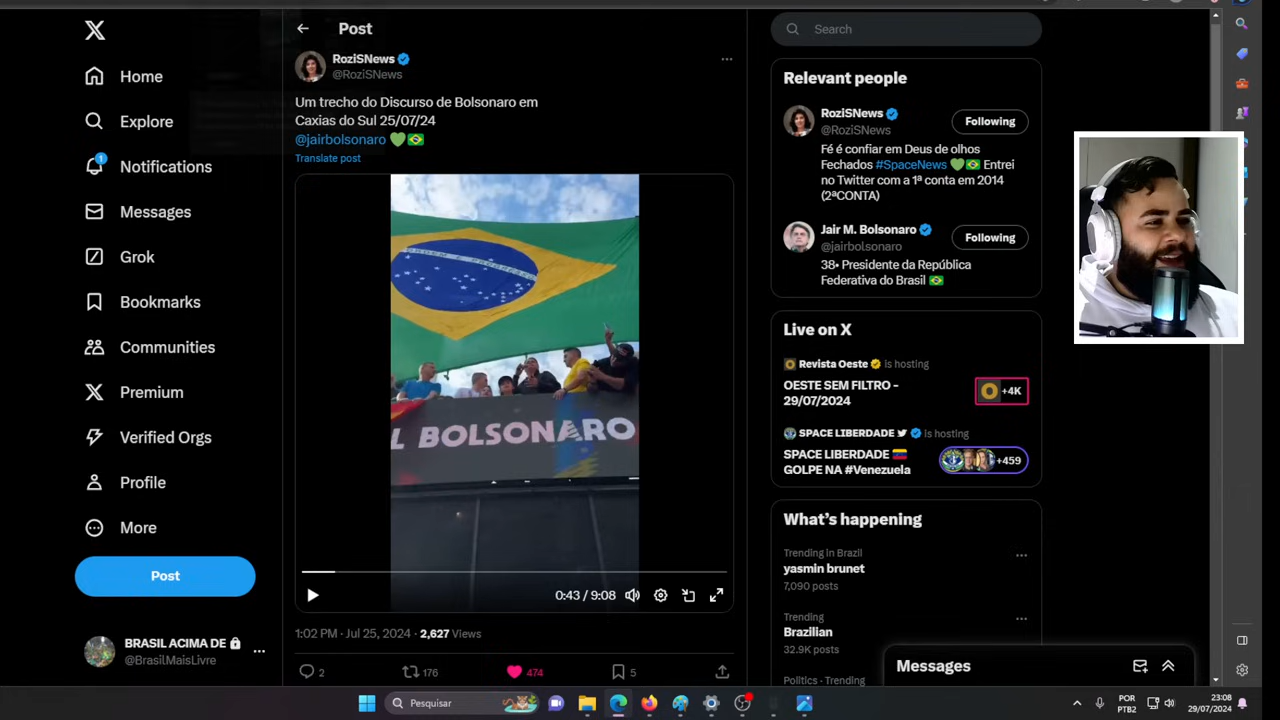 Home
Explore
1
Notifications
Messages
Grok
Bookmarks
Communities
Premium
Verified Orgs
Profile
More
Post
BRASIL ACIMA DE
@BrasilMaisLivre
Post
RoziSNews
@RoziSNews
Um trecho do Discurso de Bolsonaro em
Caxias do Sul 25/07/24
@jairbolsonaro 💚🇧🇷
Translate post
L BOLSONARO
0:43 / 9:08
1:02 PM · Jul 25, 2024 · 2,627 Views
2
176
474
5
Search
Relevant people
RoziSNews
@RoziSNews
Following
Fé é confiar em Deus de olhos
Fechados #SpaceNews 💚🇧🇷 Entrei
no Twitter com a 1ª conta em 2014
(2ªCONTA)
Jair M. Bolsonaro
@jairbolsonaro
Following
38• Presidente da República
Federativa do Brasil 🇧🇷
Live on X
Revista Oeste is hosting
OESTE SEM FILTRO -
29/07/2024
+4K
SPACE LIBERDADE is hosting
SPACE LIBERDADE 🇻🇪
GOLPE NA #Venezuela
+459
What's happening
Trending in Brazil
yasmin brunet
7,090 posts
Trending
Brazilian
32.9K posts
Politics · Trending
Messages
Pesquisar
POR
PTB2
23:08
29/07/2024